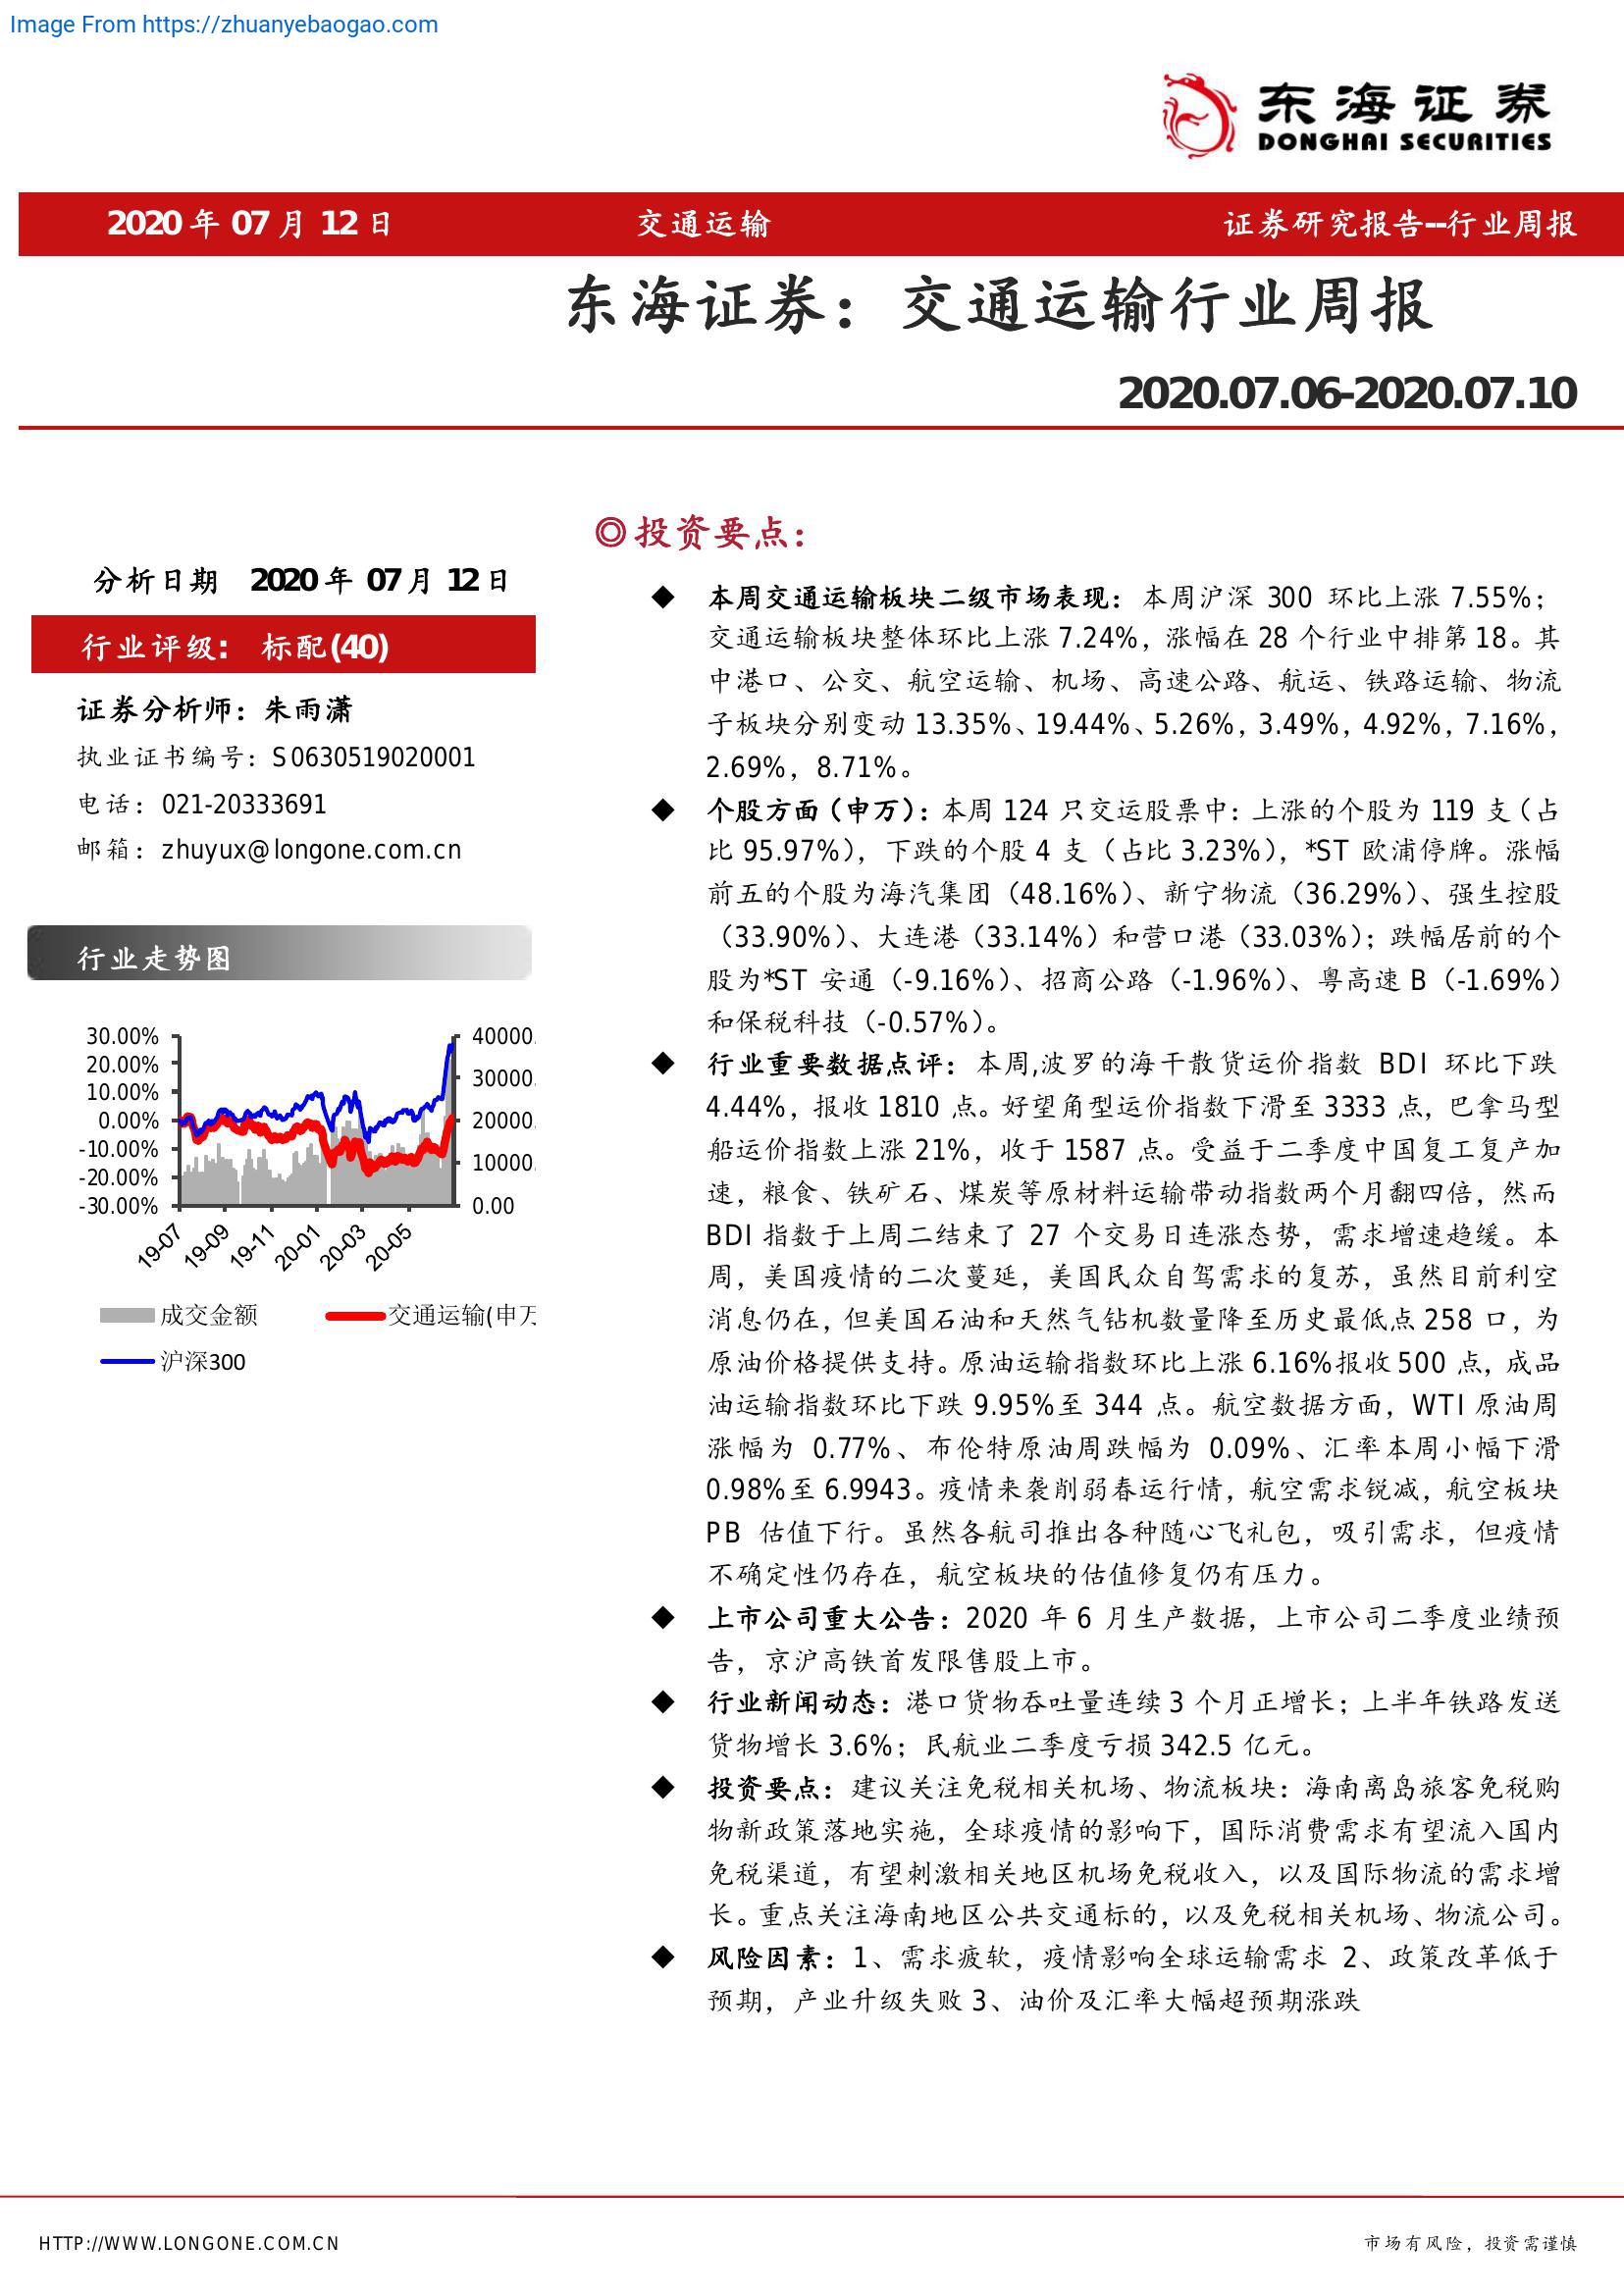 Image From https://zhuanyebaogao.com
东海证券
DONGHAI SECURITIES
2020 年 07 月 12 日 交通运输 证券研究报告--行业周报
东海证券：交通运输行业周报
2020.07.06-2020.07.10
分析日期 2020 年 07 月 12 日
行业评级: 标配(40)
证券分析师：朱雨潇
执业证书编号：S0630519020001
电话：021-20333691
邮箱：zhuyux@longone.com.cn
行业走势图
30.00%
20.00%
10.00%
0.00%
-10.00%
-20.00%
-30.00%
40000.
30000.
20000.
10000.
0.00
19-07
19-09
19-11
20-01
20-03
20-05
成交金额 交通运输(申万
沪深300
◎投资要点：
◆ 本周交通运输板块二级市场表现：本周沪深 300 环比上涨 7.55%；
交通运输板块整体环比上涨 7.24%，涨幅在 28 个行业中排第 18。其
中港口、公交、航空运输、机场、高速公路、航运、铁路运输、物流
子板块分别变动 13.35%、19.44%、5.26%，3.49%，4.92%，7.16%，
2.69%，8.71%。
◆ 个股方面（申万）：本周 124 只交运股票中：上涨的个股为 119 支（占
比 95.97%），下跌的个股 4 支（占比 3.23%），*ST 欧浦停牌。涨幅
前五的个股为海汽集团（48.16%）、新宁物流（36.29%）、强生控股
（33.90%）、大连港（33.14%）和营口港（33.03%）；跌幅居前的个
股为*ST 安通（-9.16%）、招商公路（-1.96%）、粤高速 B（-1.69%）
和保税科技（-0.57%）。
◆ 行业重要数据点评：本周,波罗的海干散货运价指数 BDI 环比下跌
4.44%，报收 1810 点。好望角型运价指数下滑至 3333 点，巴拿马型
船运价指数上涨 21%，收于 1587 点。受益于二季度中国复工复产加
速，粮食、铁矿石、煤炭等原材料运输带动指数两个月翻四倍，然而
BDI 指数于上周二结束了 27 个交易日连涨态势，需求增速趋缓。本
周，美国疫情的二次蔓延，美国民众自驾需求的复苏，虽然目前利空
消息仍在，但美国石油和天然气钻机数量降至历史最低点 258 口，为
原油价格提供支持。原油运输指数环比上涨 6.16%报收 500 点，成品
油运输指数环比下跌 9.95%至 344 点。航空数据方面，WTI 原油周
涨幅为 0.77%、布伦特原油周跌幅为 0.09%、汇率本周小幅下滑
0.98%至 6.9943。疫情来袭削弱春运行情，航空需求锐减，航空板块
PB 估值下行。虽然各航司推出各种随心飞礼包，吸引需求，但疫情
不确定性仍存在，航空板块的估值修复仍有压力。
◆ 上市公司重大公告：2020 年 6 月生产数据，上市公司二季度业绩预
告，京沪高铁首发限售股上市。
◆ 行业新闻动态：港口货物吞吐量连续 3 个月正增长；上半年铁路发送
货物增长 3.6%；民航业二季度亏损 342.5 亿元。
◆ 投资要点：建议关注免税相关机场、物流板块：海南离岛旅客免税购
物新政策落地实施，全球疫情的影响下，国际消费需求有望流入国内
免税渠道，有望刺激相关地区机场免税收入，以及国际物流的需求增
长。重点关注海南地区公共交通标的，以及免税相关机场、物流公司。
◆ 风险因素：1、需求疲软，疫情影响全球运输需求 2、政策改革低于
预期，产业升级失败 3、油价及汇率大幅超预期涨跌
HTTP://WWW.LONGONE.COM.CN 市场有风险，投资需谨慎